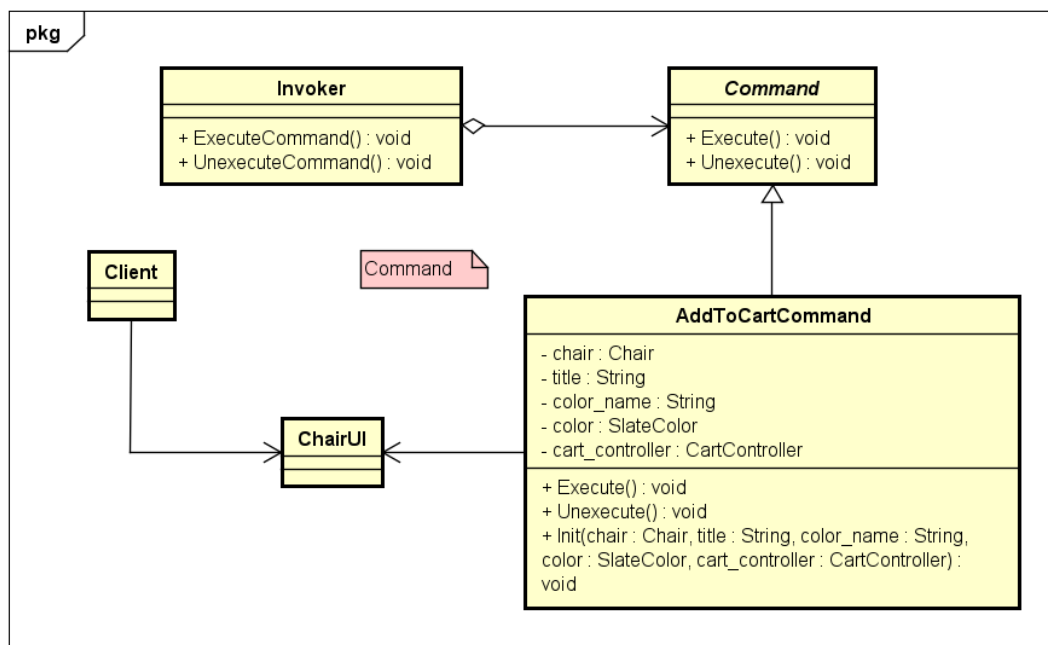 pkg
Invoker
+ ExecuteCommand() : void
+ UnexecuteCommand() : void
Command
+ Execute() : void
+ Unexecute() : void
Client
Command
AddToCartCommand
- chair : Chair
- title : String
- color_name : String
- color : SlateColor
- cart_controller : CartController
+ Execute() : void
+ Unexecute() : void
+ Init(chair : Chair, title : String, color_name : String,
color : SlateColor, cart_controller : CartController) :
void
ChairUI